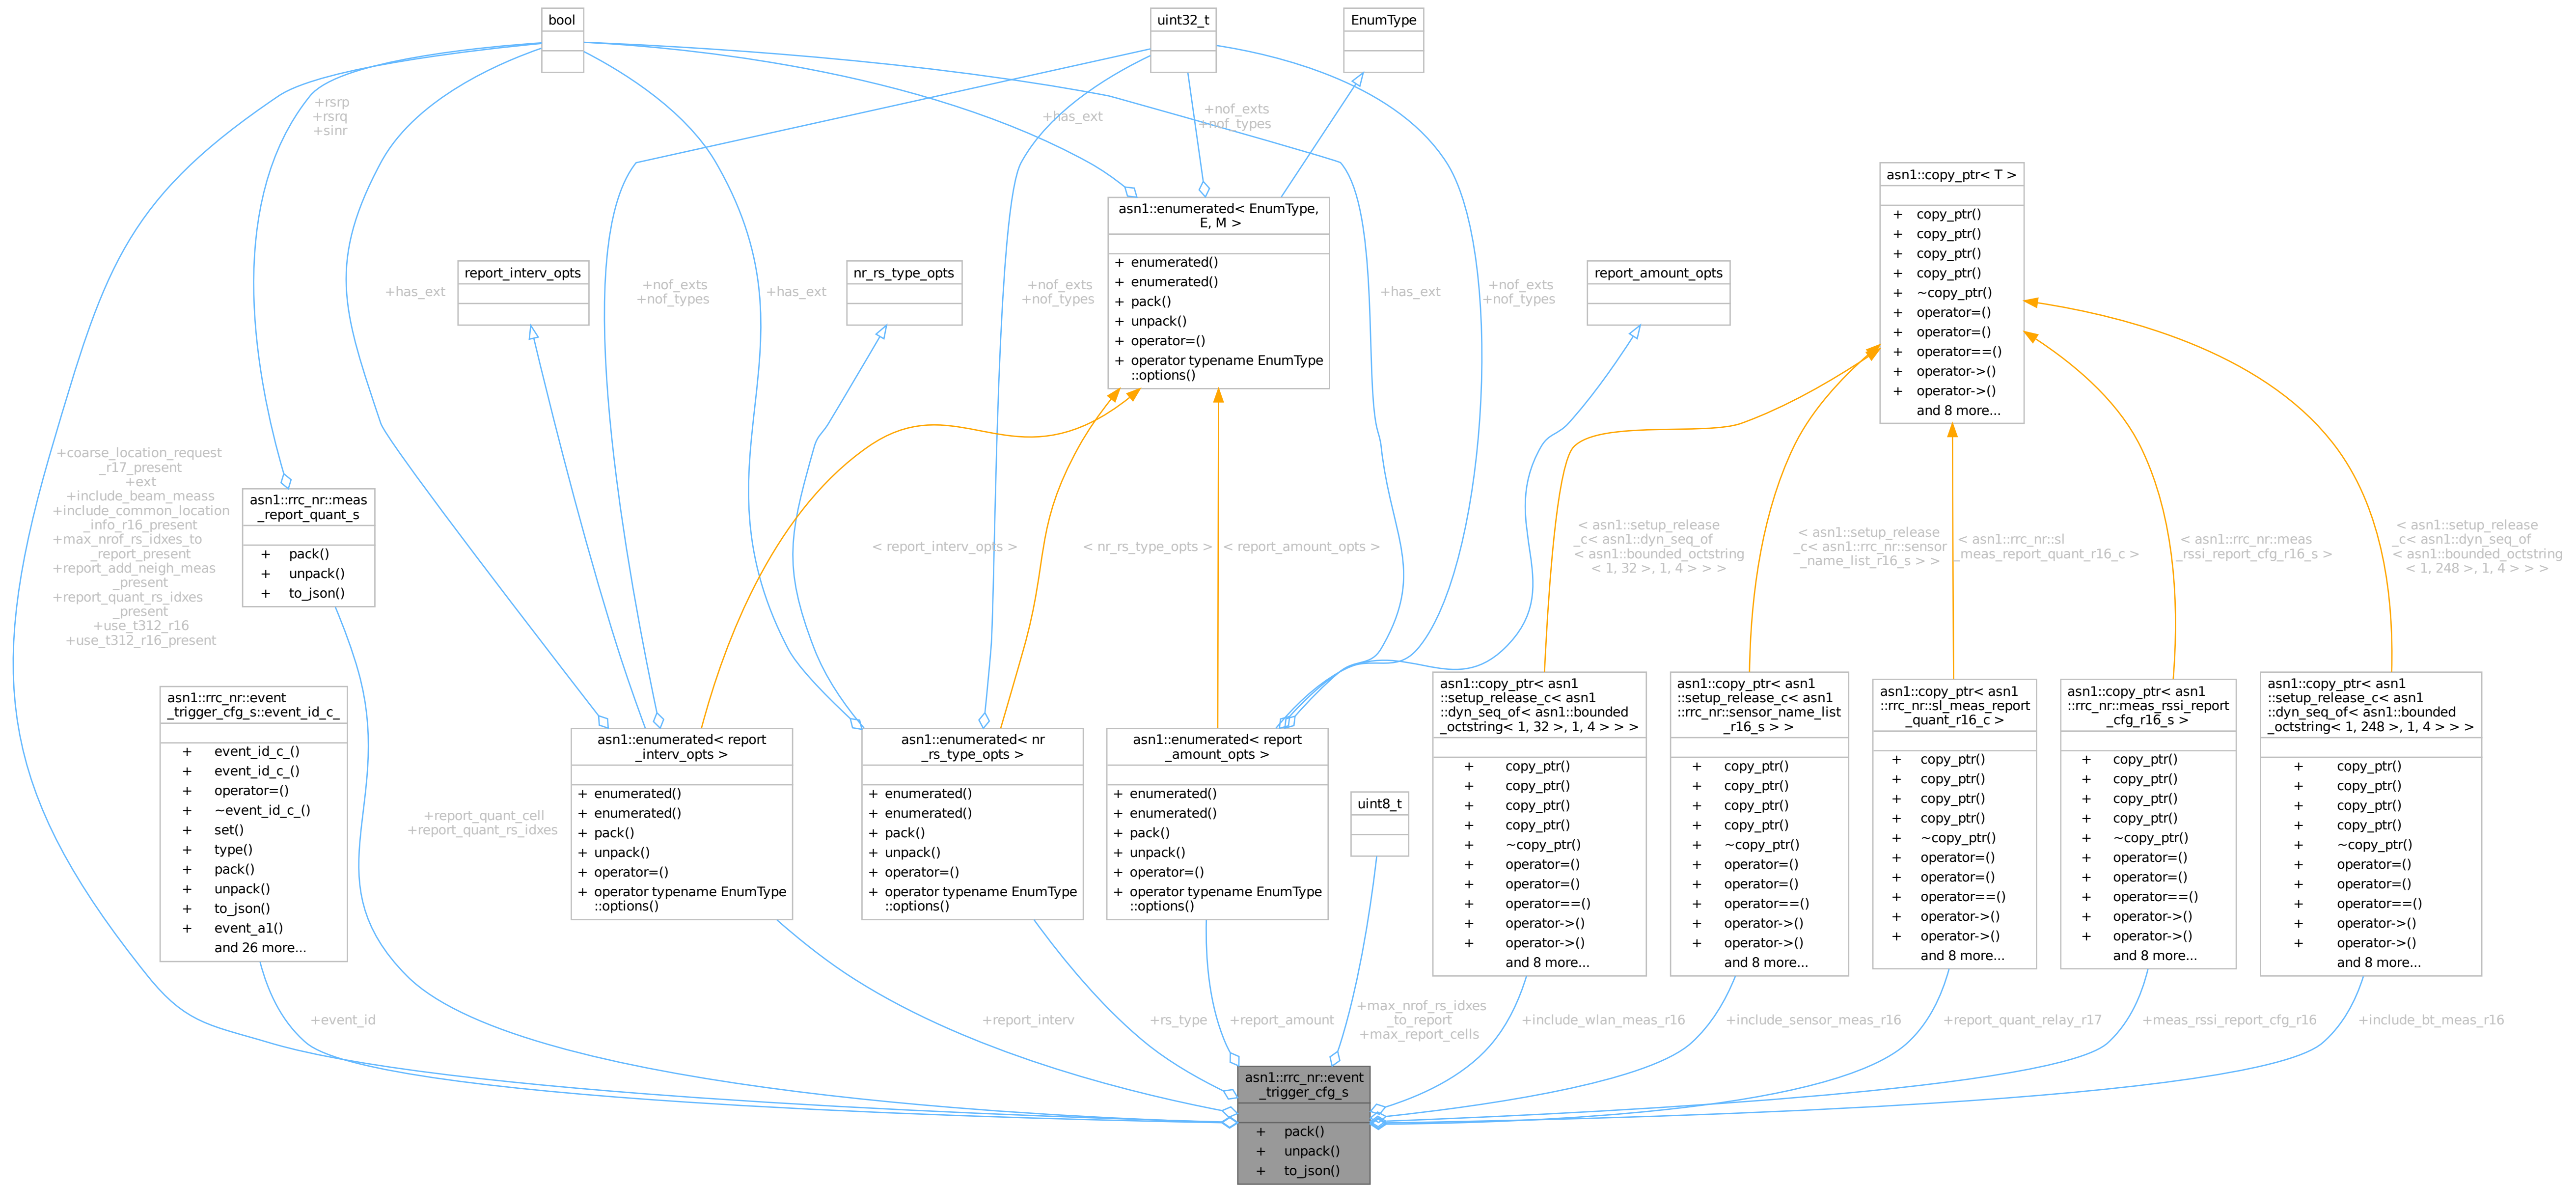 bool
uint32_t
EnumType
+rsrp
+rsrq
+sinr
+has_ext
+nof_exts
+nof_types
asn1::copy_ptr< T >
+ copy_ptr()
+ copy_ptr()
+ copy_ptr()
+ copy_ptr()
+ ~copy_ptr()
+ operator=()
+ operator=()
+ operator==()
+ operator->()
+ operator->()
and 8 more...
asn1::enumerated< EnumType,
E, M >
+ enumerated()
+ enumerated()
+ pack()
+ unpack()
+ operator=()
+ operator typename EnumType
::options()
report_interv_opts
nr_rs_type_opts
report_amount_opts
+has_ext
+nof_exts
+nof_types
+has_ext
+nof_exts
+nof_types
+has_ext
+nof_exts
+nof_types
+coarse_location_request
_r17_present
+ext
+include_beam_meass
+include_common_location
_info_r16_present
+max_nrof_rs_idxes_to
_report_present
+report_add_neigh_meas
_present
+report_quant_rs_idxes
_present
+use_t312_r16
+use_t312_r16_present
asn1::rrc_nr::meas
_report_quant_s
+ pack()
+ unpack()
+ to_json()
< report_interv_opts >
< nr_rs_type_opts >
< report_amount_opts >
< asn1::setup_release
_c< asn1::dyn_seq_of
< asn1::bounded_octstring
< 1, 32 >, 1, 4 > > >
< asn1::setup_release
_c< asn1::rrc_nr::sensor
_name_list_r16_s > >
< asn1::rrc_nr::sl
_meas_report_quant_r16_c >
< asn1::rrc_nr::meas
_rssi_report_cfg_r16_s >
< asn1::setup_release
_c< asn1::dyn_seq_of
< asn1::bounded_octstring
< 1, 248 >, 1, 4 > > >
asn1::rrc_nr::event
_trigger_cfg_s::event_id_c_
+ event_id_c_()
+ event_id_c_()
+ operator=()
+ ~event_id_c_()
+ set()
+ type()
+ pack()
+ unpack()
+ to_json()
+ event_a1()
and 26 more...
+report_quant_cell
+report_quant_rs_idxes
asn1::enumerated< report
_interv_opts >
+ enumerated()
+ enumerated()
+ pack()
+ unpack()
+ operator=()
+ operator typename EnumType
::options()
asn1::enumerated< nr
_rs_type_opts >
+ enumerated()
+ enumerated()
+ pack()
+ unpack()
+ operator=()
+ operator typename EnumType
::options()
asn1::enumerated< report
_amount_opts >
+ enumerated()
+ enumerated()
+ pack()
+ unpack()
+ operator=()
+ operator typename EnumType
::options()
uint8_t
asn1::copy_ptr< asn1
::setup_release_c< asn1
::dyn_seq_of< asn1::bounded
_octstring< 1, 32 >, 1, 4 > > >
+ copy_ptr()
+ copy_ptr()
+ copy_ptr()
+ copy_ptr()
+ ~copy_ptr()
+ operator=()
+ operator=()
+ operator==()
+ operator->()
+ operator->()
and 8 more...
asn1::copy_ptr< asn1
::setup_release_c< asn1
::rrc_nr::sensor_name_list
_r16_s > >
+ copy_ptr()
+ copy_ptr()
+ copy_ptr()
+ copy_ptr()
+ ~copy_ptr()
+ operator=()
+ operator=()
+ operator==()
+ operator->()
+ operator->()
and 8 more...
asn1::copy_ptr< asn1
::rrc_nr::sl_meas_report
_quant_r16_c >
+ copy_ptr()
+ copy_ptr()
+ copy_ptr()
+ copy_ptr()
+ ~copy_ptr()
+ operator=()
+ operator=()
+ operator==()
+ operator->()
+ operator->()
and 8 more...
asn1::copy_ptr< asn1
::rrc_nr::meas_rssi_report
_cfg_r16_s >
+ copy_ptr()
+ copy_ptr()
+ copy_ptr()
+ copy_ptr()
+ ~copy_ptr()
+ operator=()
+ operator=()
+ operator==()
+ operator->()
+ operator->()
and 8 more...
asn1::copy_ptr< asn1
::setup_release_c< asn1
::dyn_seq_of< asn1::bounded
_octstring< 1, 248 >, 1, 4 > > >
+ copy_ptr()
+ copy_ptr()
+ copy_ptr()
+ copy_ptr()
+ ~copy_ptr()
+ operator=()
+ operator=()
+ operator==()
+ operator->()
+ operator->()
and 8 more...
+event_id
+report_interv
+rs_type
+report_amount
+max_nrof_rs_idxes
_to_report
+max_report_cells
+include_wlan_meas_r16
+include_sensor_meas_r16
+report_quant_relay_r17
+meas_rssi_report_cfg_r16
+include_bt_meas_r16
asn1::rrc_nr::event
_trigger_cfg_s
+ pack()
+ unpack()
+ to_json()